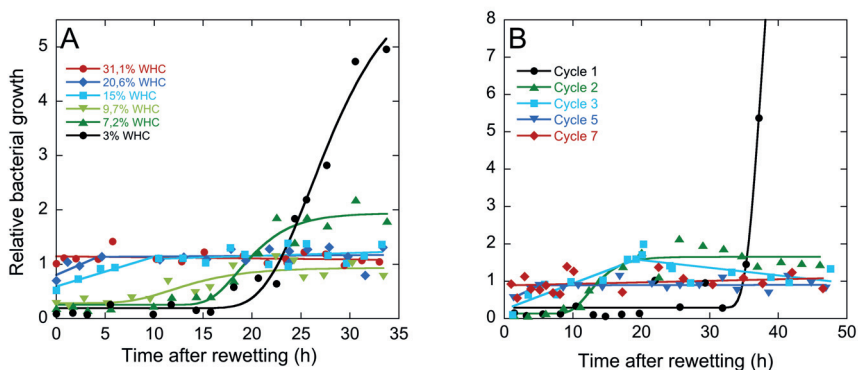 A
31,1% WHC
20,6% WHC
15% WHC
9,7% WHC
7,2% WHC
3% WHC
Relative bacterial growth
5
4
3
2
1
0
0 5 10 15 20 25 30 35
Time after rewetting (h)
B
Cycle 1
Cycle 2
Cycle 3
Cycle 5
Cycle 7
8
7
6
5
4
3
2
1
0
0 10 20 30 40 50
Time after rewetting (h)